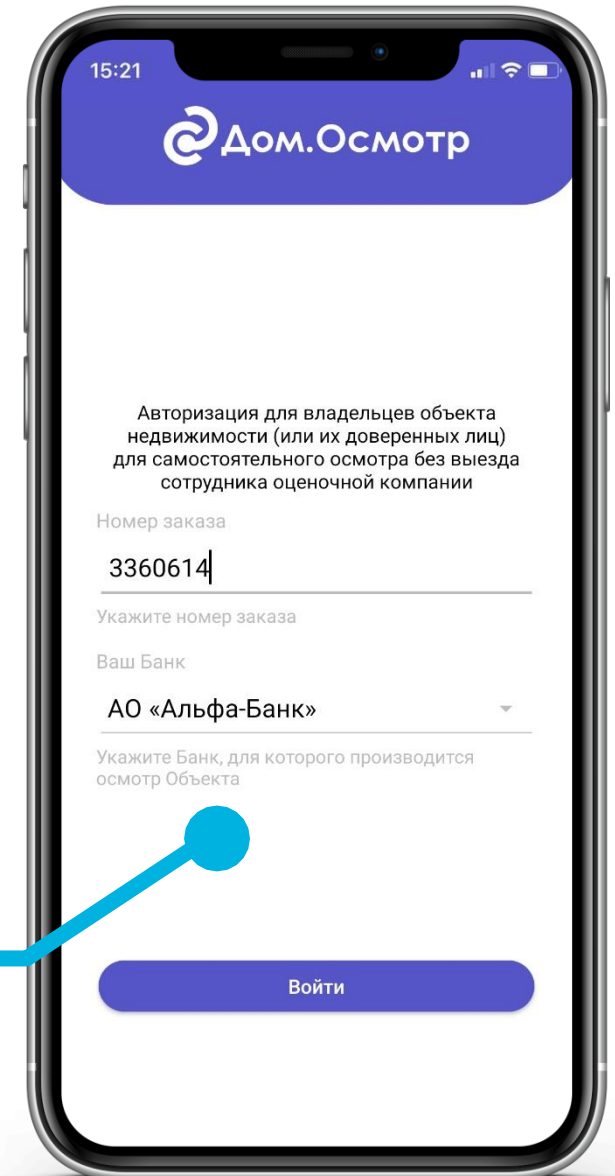 15:21
Дом.Осмотр
Авторизация для владельцев объекта
недвижимости (или их доверенных лиц)
для самостоятельного осмотра без выезда
сотрудника оценочной компании
Номер заказа
3360614
Укажите номер заказа
Ваш Банк
АО «Альфа-Банк»
Укажите Банк, для которого производится
осмотр Объекта
Войти